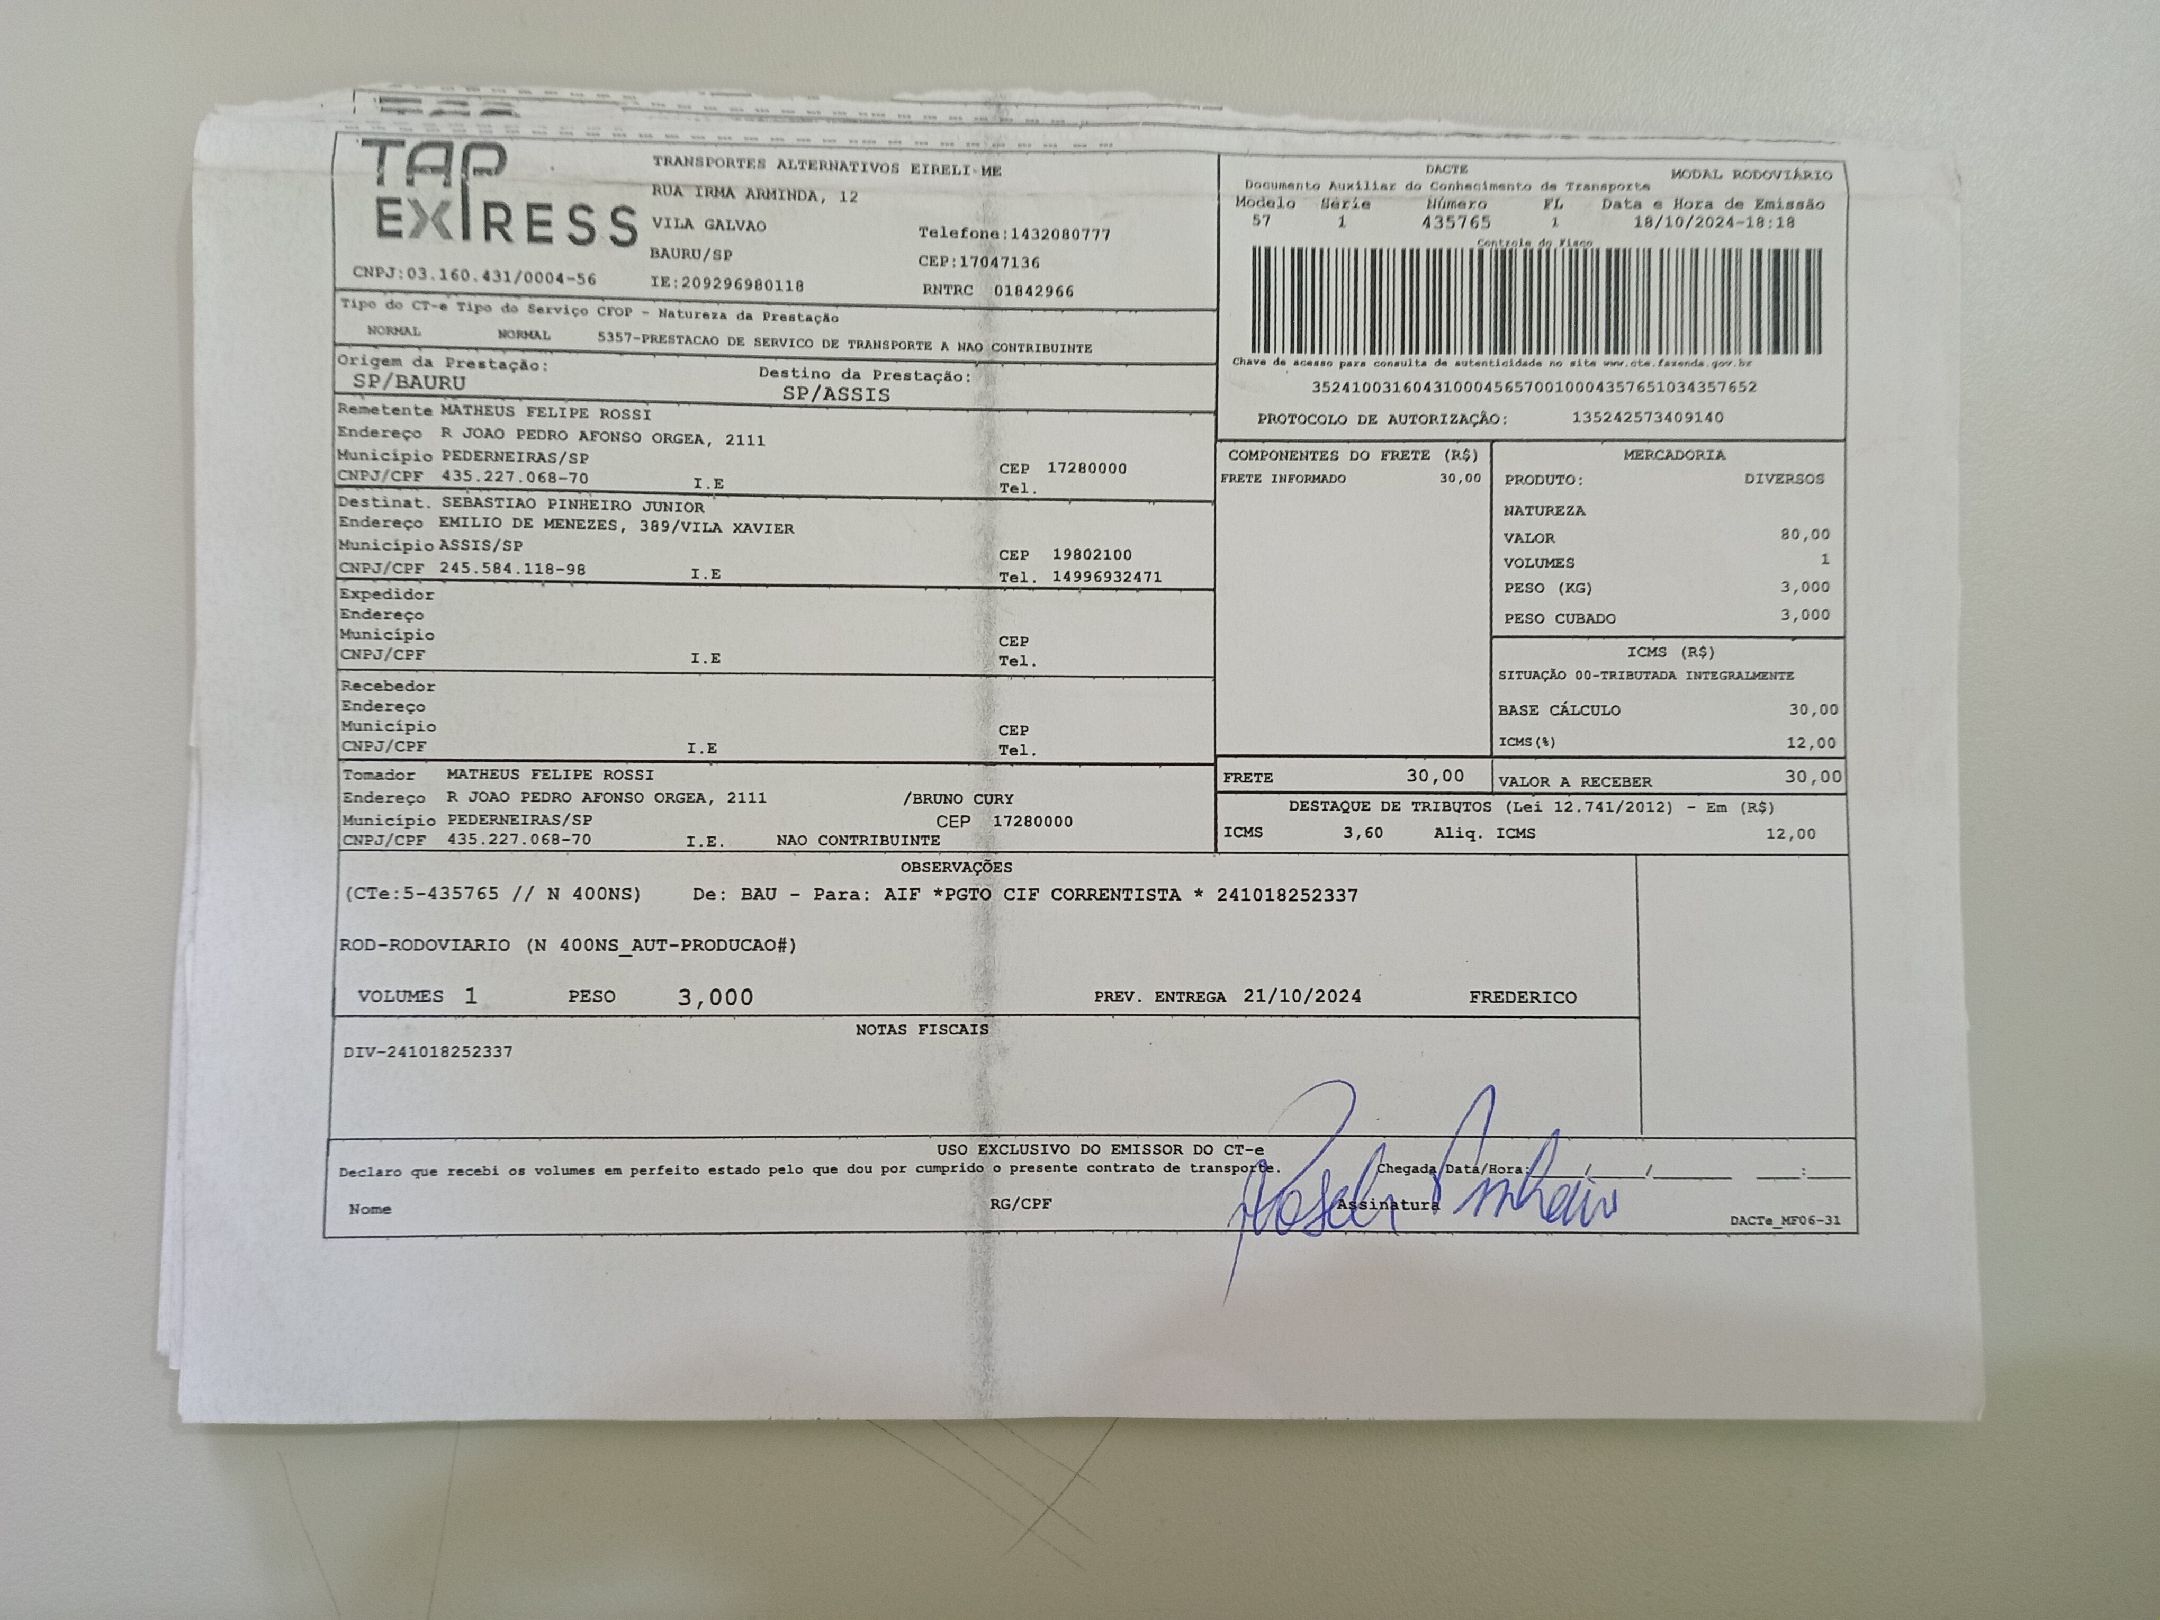 TAP
EXPRESS
TRANSPORTES ALTERNATIVOS EIRELI-ME
RUA IRMA ARMINDA, 12
VILA GALVAO
Telefone:1432080777
BAURU/SP
CEP:17047136
CNPJ:03.160.431/0004-56
IE:209296980118
RNTRC 01842966
DACTE
MODAL RODOVIÁRIO
Documento Auxiliar do Conhecimento de Transporte
Modelo Série Número FL Data e Hora de Emissão
57 1 435765 1 18/10/2024-18:18
Controle do Fisco
Chave de acesso para consulta de autenticidade no site www.cte.fazenda.gov.br
35241003160431000456570010004357651034357652
PROTOCOLO DE AUTORIZAÇÃO: 135242573409140
Tipo do CT-e Tipo do Serviço CFOP - Natureza da Prestação
NORMAL NORMAL 5357-PRESTACAO DE SERVICO DE TRANSPORTE A NAO CONTRIBUINTE
Origem da Prestação: Destino da Prestação:
SP/BAURU SP/ASSIS
Remetente MATHEUS FELIPE ROSSI
Endereço R JOAO PEDRO AFONSO ORGEA, 2111
Município PEDERNEIRAS/SP CEP 17280000
CNPJ/CPF 435.227.068-70 I.E Tel.
Destinat. SEBASTIAO PINHEIRO JUNIOR
Endereço EMILIO DE MENEZES, 389/VILA XAVIER
Município ASSIS/SP CEP 19802100
CNPJ/CPF 245.584.118-98 I.E Tel. 14996932471
Expedidor
Endereço
Município CEP
CNPJ/CPF I.E Tel.
Recebedor
Endereço
Município CEP
CNPJ/CPF I.E Tel.
Tomador MATHEUS FELIPE ROSSI
Endereço R JOAO PEDRO AFONSO ORGEA, 2111 /BRUNO CURY
Município PEDERNEIRAS/SP CEP 17280000
CNPJ/CPF 435.227.068-70 I.E. NAO CONTRIBUINTE
COMPONENTES DO FRETE (R$)
FRETE INFORMADO 30,00
MERCADORIA
PRODUTO: DIVERSOS
NATUREZA
VALOR 80,00
VOLUMES 1
PESO (KG) 3,000
PESO CUBADO 3,000
ICMS (R$)
SITUAÇÃO 00-TRIBUTADA INTEGRALMENTE
BASE CÁLCULO 30,00
ICMS(%) 12,00
FRETE 30,00 VALOR A RECEBER 30,00
DESTAQUE DE TRIBUTOS (Lei 12.741/2012) - Em (R$)
ICMS 3,60 Aliq. ICMS 12,00
OBSERVAÇÕES
(CTe:5-435765 // N 400NS) De: BAU - Para: AIF *PGTO CIF CORRENTISTA * 241018252337
ROD-RODOVIARIO (N 400NS_AUT-PRODUCAO#)
VOLUMES 1 PESO 3,000 PREV. ENTREGA 21/10/2024 FREDERICO
NOTAS FISCAIS
DIV-241018252337
USO EXCLUSIVO DO EMISSOR DO CT-e
Declaro que recebi os volumes em perfeito estado pelo que dou por cumprido o presente contrato de transporte. Chegada Data/Hora: / / :
Nome RG/CPF Assinatura
DACTe_MF06-31